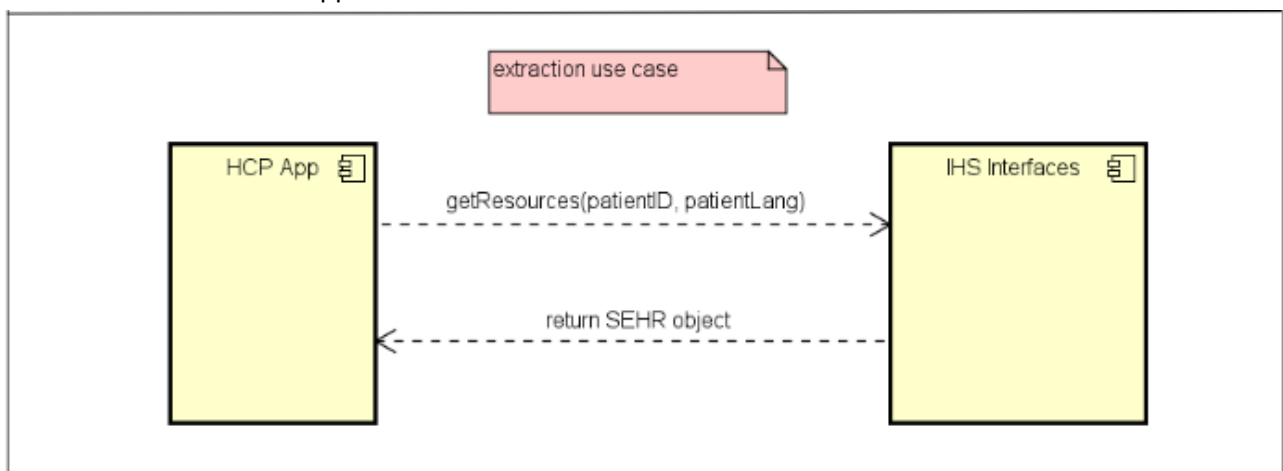 extraction use case
HCP App
IHS Interfaces
getResources(patientID, patientLang)
return SEHR object